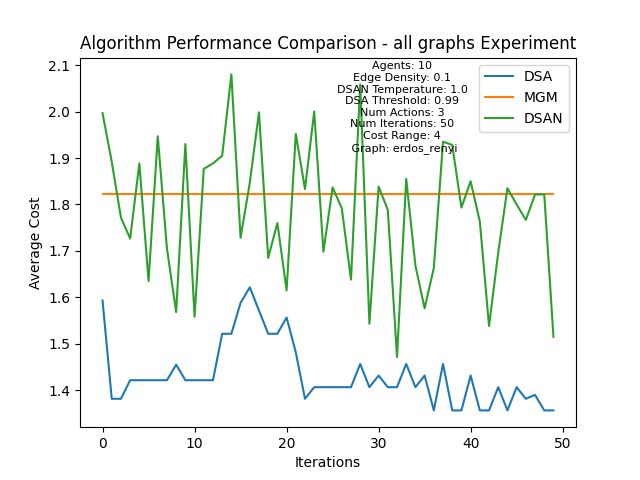 Algorithm Performance Comparison - all graphs Experiment
Agents: 10
Edge Density: 0.1
DSAN Temperature: 1.0
DSA Threshold: 0.99
Num Actions: 3
Num Iterations: 50
Cost Range: 4
Graph: erdos_renyi
DSA
MGM
DSAN
Average Cost
2.1
2.0
1.9
1.8
1.7
1.6
1.5
1.4
0
10
20
30
40
50
Iterations